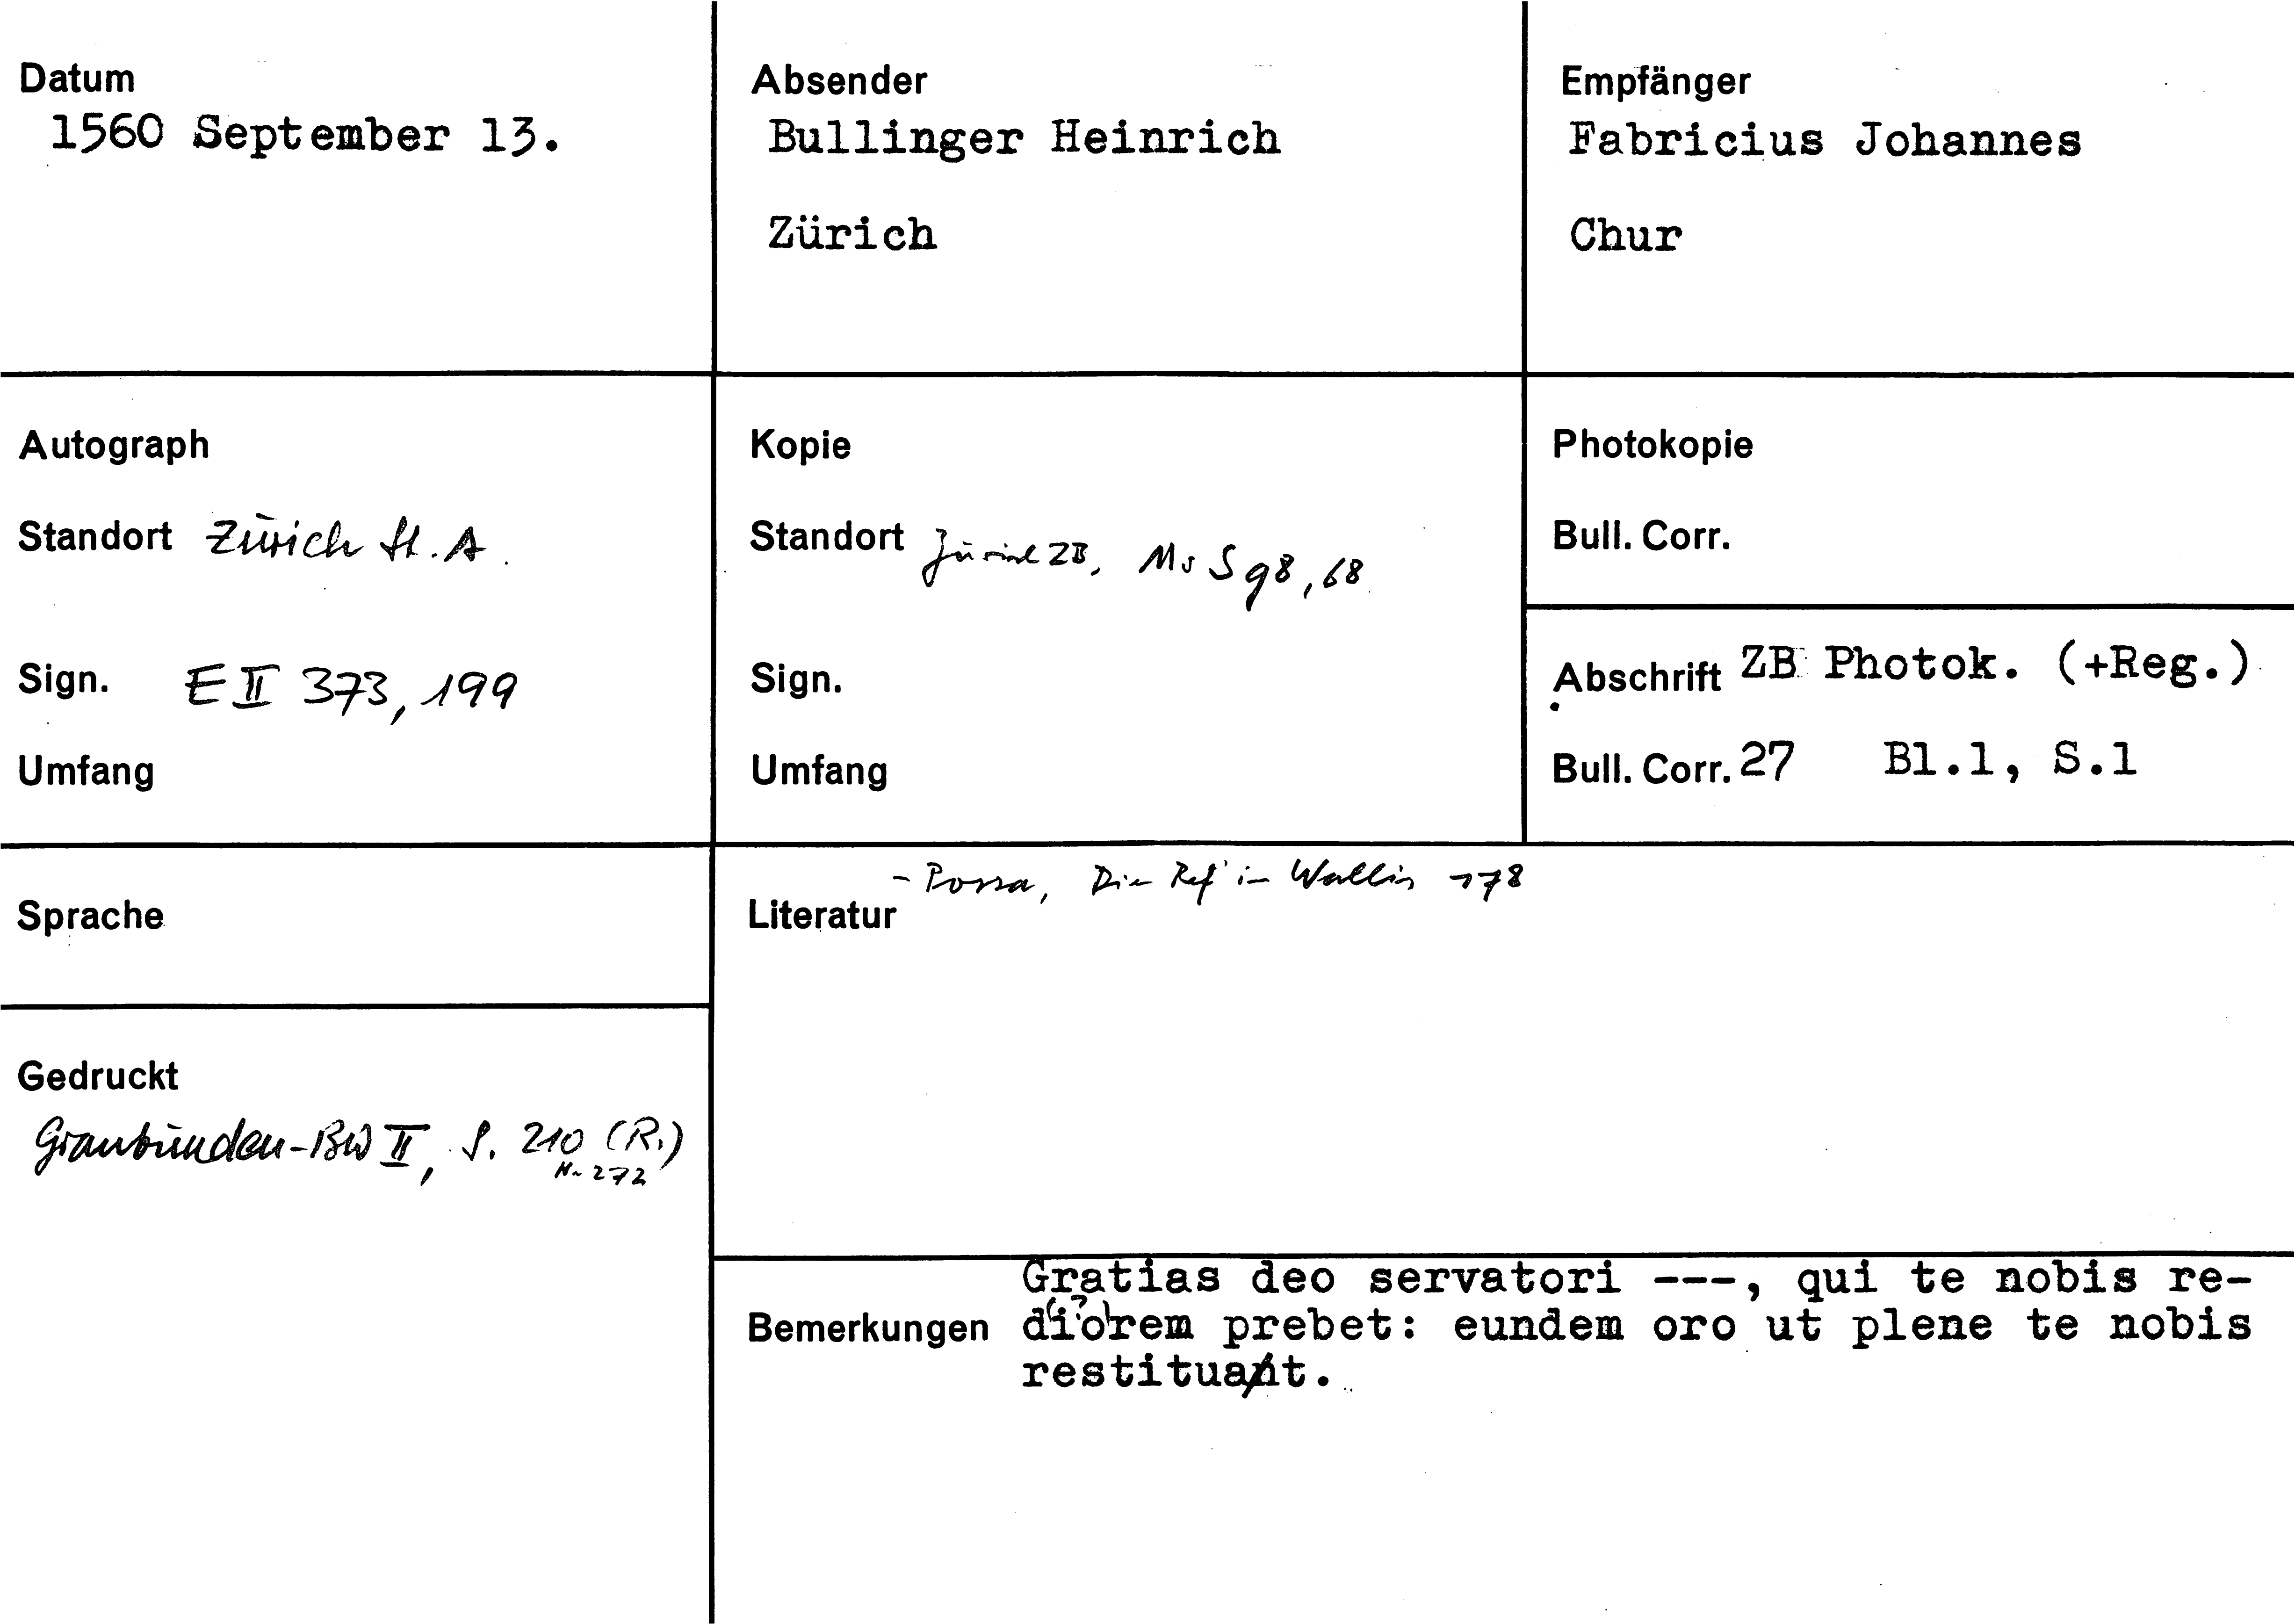 Datum
1560 September 13.
Absender
Bullinger Heinrich
Zürich
Empfänger
Fabricius Johannes
Chur
Autograph
Standort Zürich St. A.
Sign. E II 373, 199
Umfang
Kopie
Standort Zürich ZB, Ms S 98, 68
Sign.
Umfang
Photokopie
Bull. Corr.
Abschrift ZB Photok. (+Reg.)
Bull. Corr. 27 Bl.1, S.1
Sprache
Gedruckt
Graubünden-BW II, S. 210 (R.)
Nr. 272
- Possa, Die Ref' in Wallis 178
Literatur
Gratias deo servatori ---, qui te nobis re-
(?)
Bemerkungen diorem prebet: eundem oro ut plene te nobis
restituat.